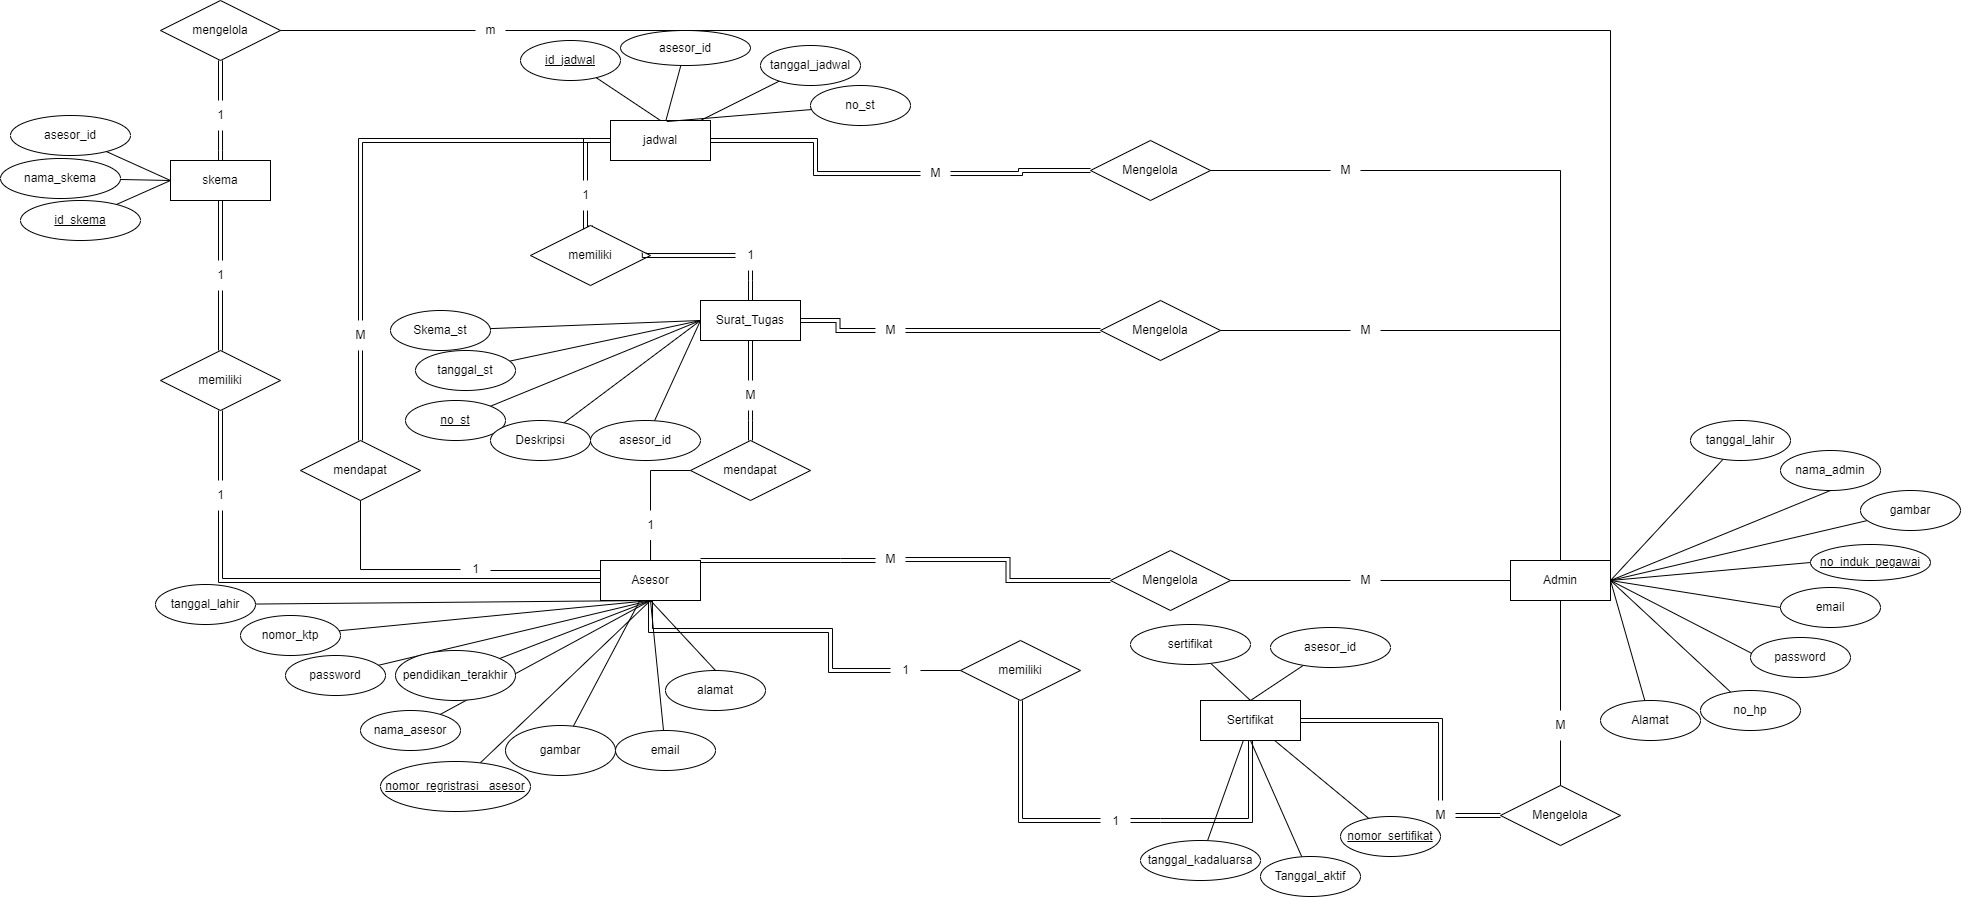 mengelola
m
id_jadwal
asesor_id
tanggal_jadwal
no_st
jadwal
1
asesor_id
nama_skema
id_skema
skema
M
Mengelola
M
1
memiliki
1
1
M
Skema_st
tanggal_st
no_st
Deskripsi
asesor_id
Surat_Tugas
M
Mengelola
M
memiliki
M
mendapat
mendapat
1
1
1
Asesor
M
Mengelola
M
Admin
tanggal_lahir
nama_admin
gambar
no_induk_pegawai
email
password
no_hp
Alamat
tanggal_lahir
nomor_ktp
password
pendidikan_terakhir
nama_asesor
nomor_regristrasi_ asesor
gambar
email
alamat
1
memiliki
sertifikat
asesor_id
Sertifikat
M
1
M
Mengelola
tanggal_kadaluarsa
Tanggal_aktif
nomor_sertifikat